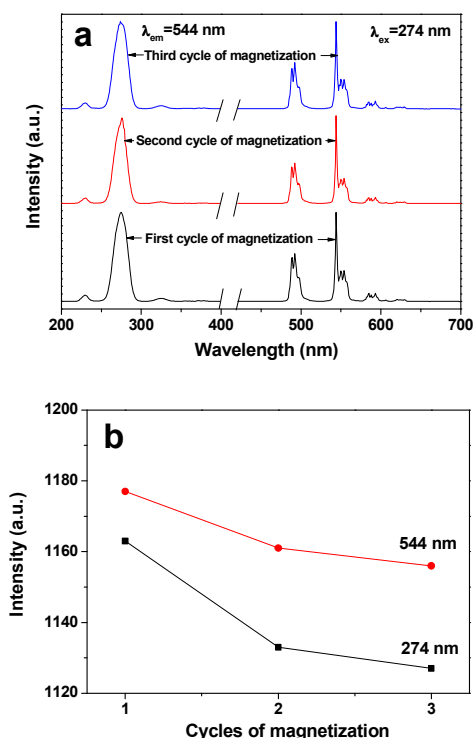 a
λem=544 nm
λex=274 nm
Third cycle of magnetization
Second cycle of magnetization
First cycle of magnetization
Intensity (a.u.)
200 300 400 500 600 700
Wavelength (nm)
b
1200
1180
1160
1140
1120
544 nm
274 nm
Intensity (a.u.)
1 2 3
Cycles of magnetization